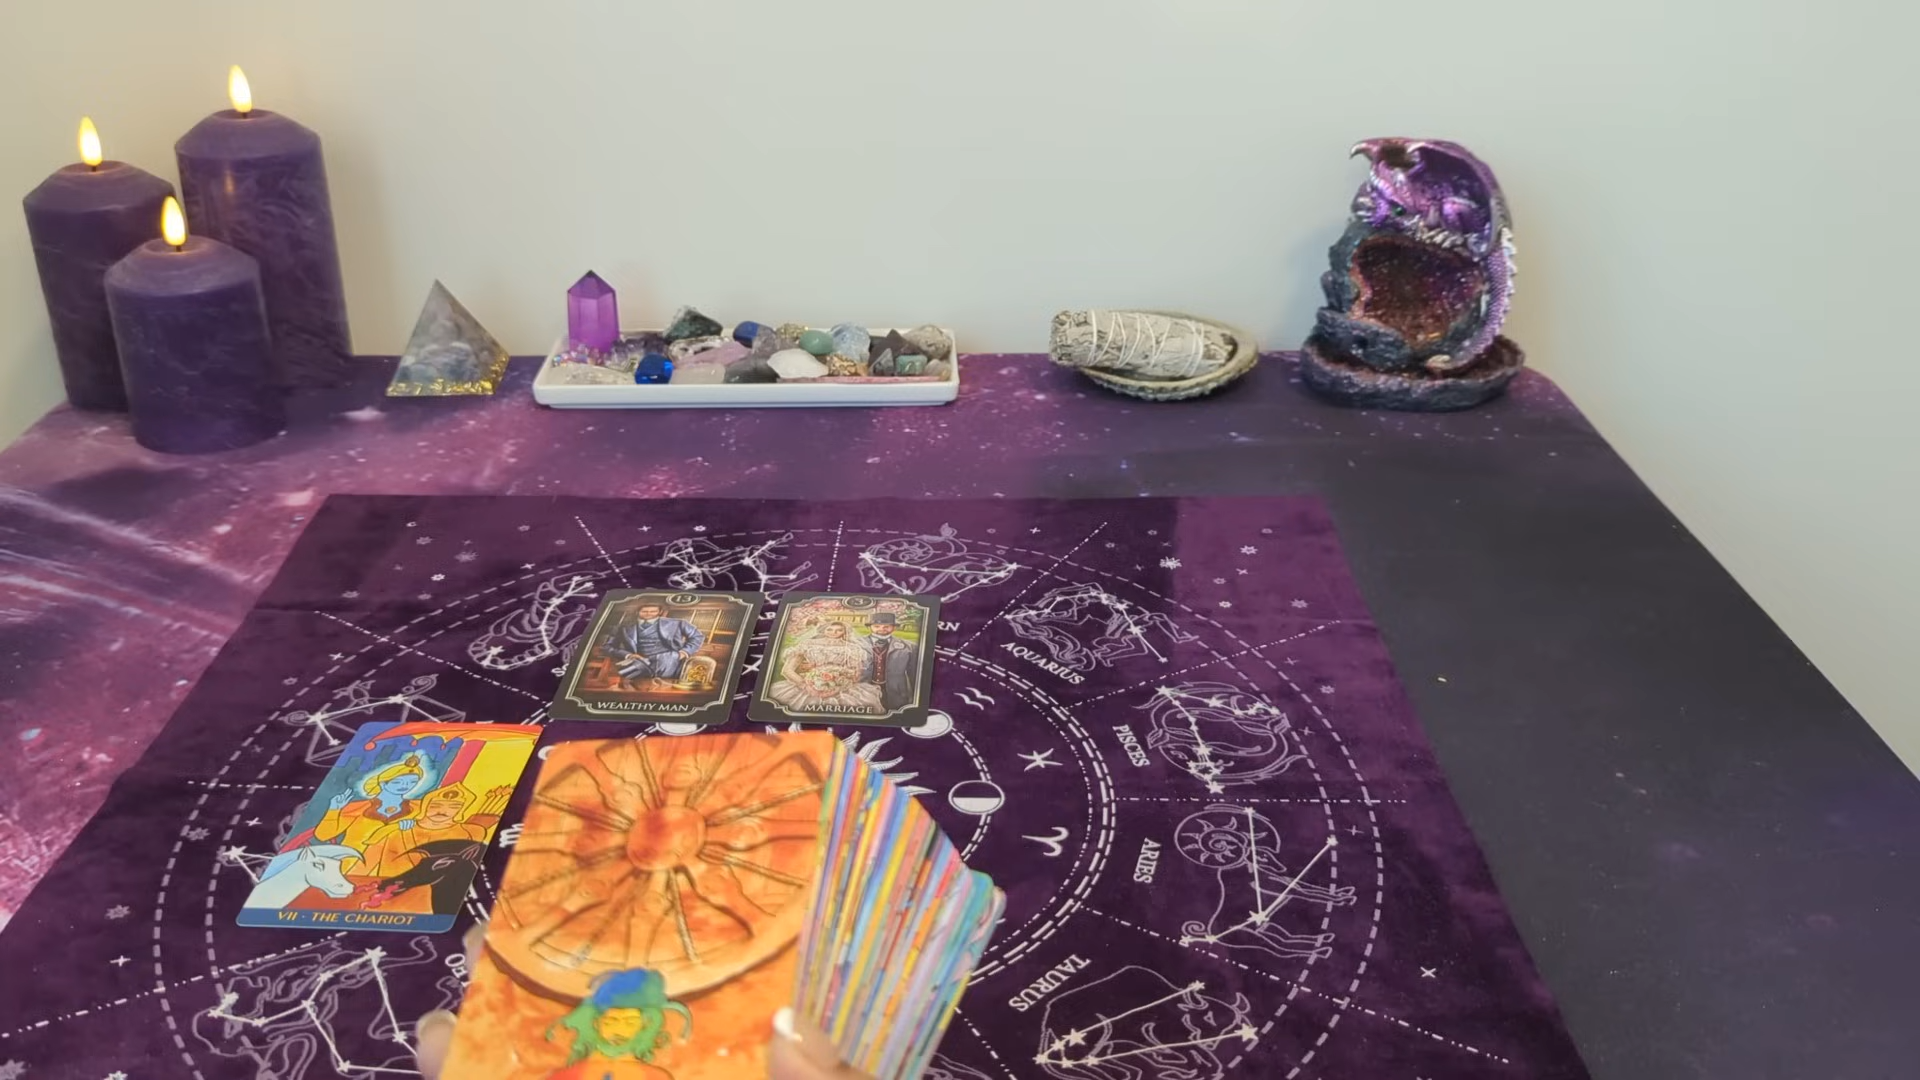 13
3
WEALTHY MAN
MARRIAGE
AQUARIUS
PISCES
VII · THE CHARIOT
ARIES
TAURUS